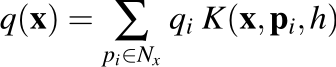 q(𝐱) = ∑_{p_i∈N_x} q_i K(𝐱,𝐩_i,h)